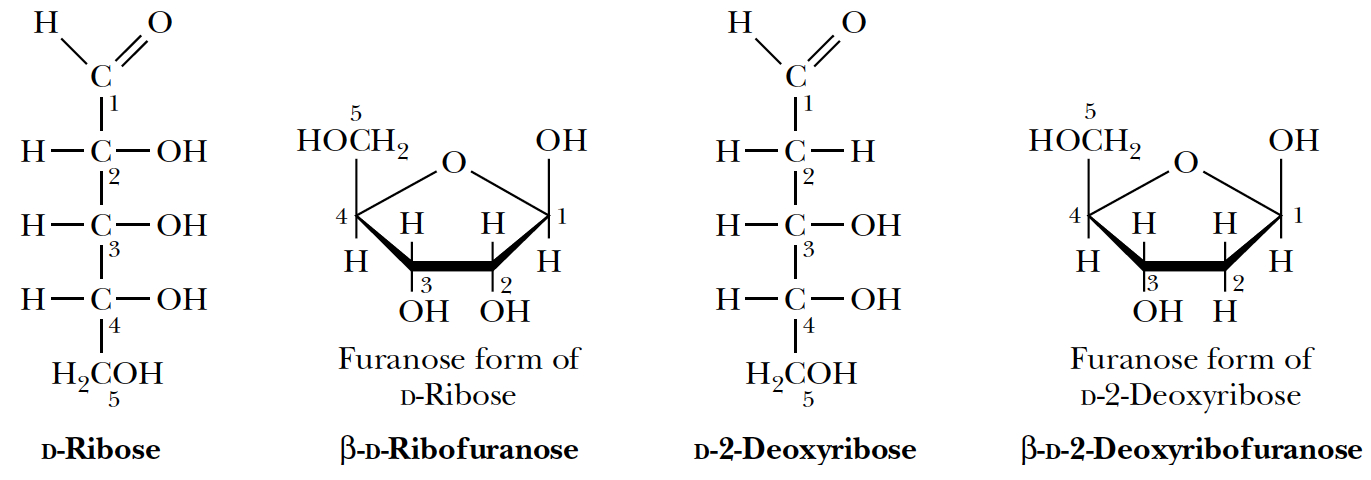 H O
C
1
H C OH
2
H C OH
3
H C OH
4
H₂COH
5
D-Ribose
5
HOCH₂ O OH
4 H H 1
H 3 2 H
OH OH
Furanose form of
D-Ribose
β-D-Ribofuranose
H O
C
1
H C H
2
H C OH
3
H C OH
4
H₂COH
5
D-2-Deoxyribose
5
HOCH₂ O OH
4 H H 1
H 3 2 H
OH H
Furanose form of
D-2-Deoxyribose
β-D-2-Deoxyribofuranose